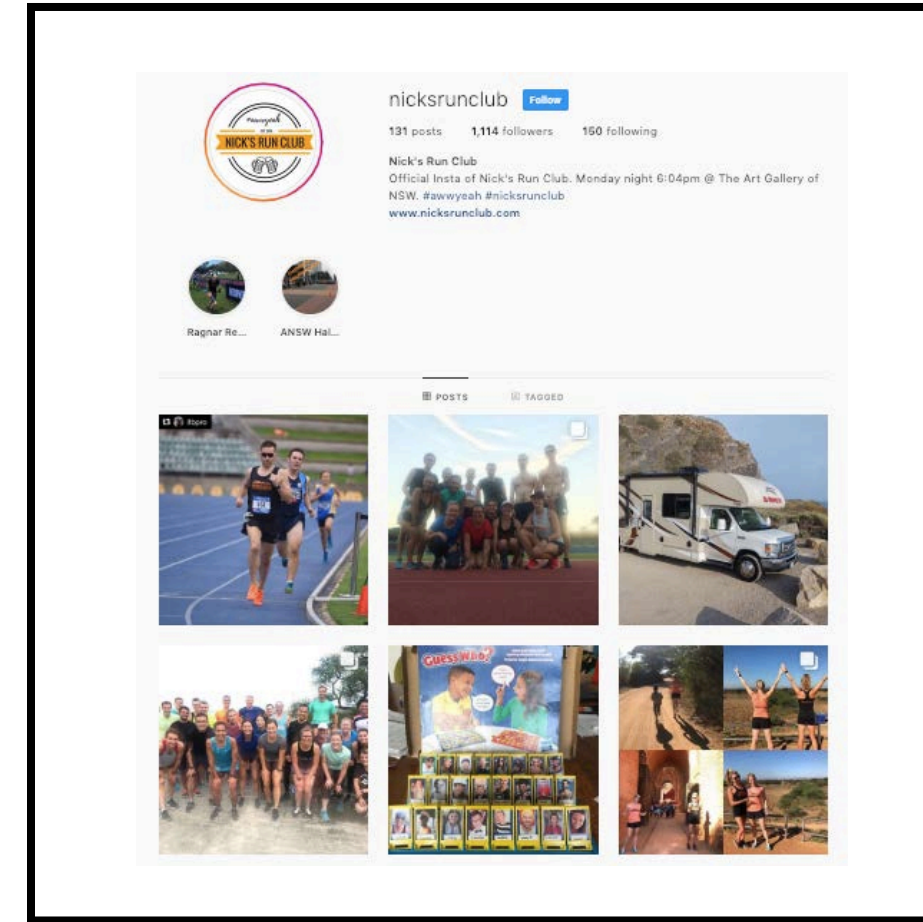 nicksrunclub Follow
131 posts 1,114 followers 150 following
Nick's Run Club
Official Insta of Nick's Run Club. Monday night 6:04pm @ The Art Gallery of
NSW. #awwyeah #nicksrunclub
www.nicksrunclub.com
#awwyeah
NICK'S RUN CLUB
Ragnar Re...
ANSW Hal...
POSTS TAGGED
itbpro
Guess Who?